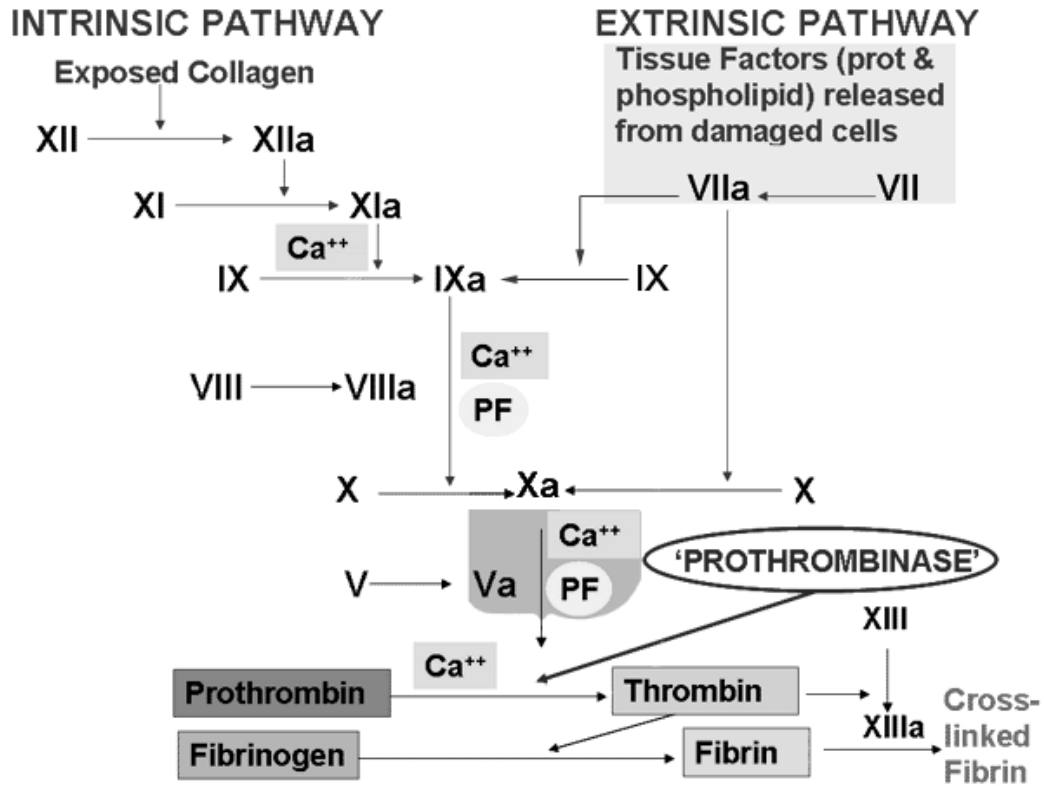 INTRINSIC PATHWAY
EXTRINSIC PATHWAY
Exposed Collagen
Tissue Factors (prot &
phospholipid) released
from damaged cells
XII
XIIa
VIIa
VII
XI
XIa
Ca++
IX
IXa
IX
Ca++
VIII
VIIIa
PF
X
Xa
X
Ca++
'PROTHROMBINASE'
V
Va
PF
XIII
Ca++
Prothrombin
Thrombin
Cross-
linked
Fibrin
XIIIa
Fibrinogen
Fibrin